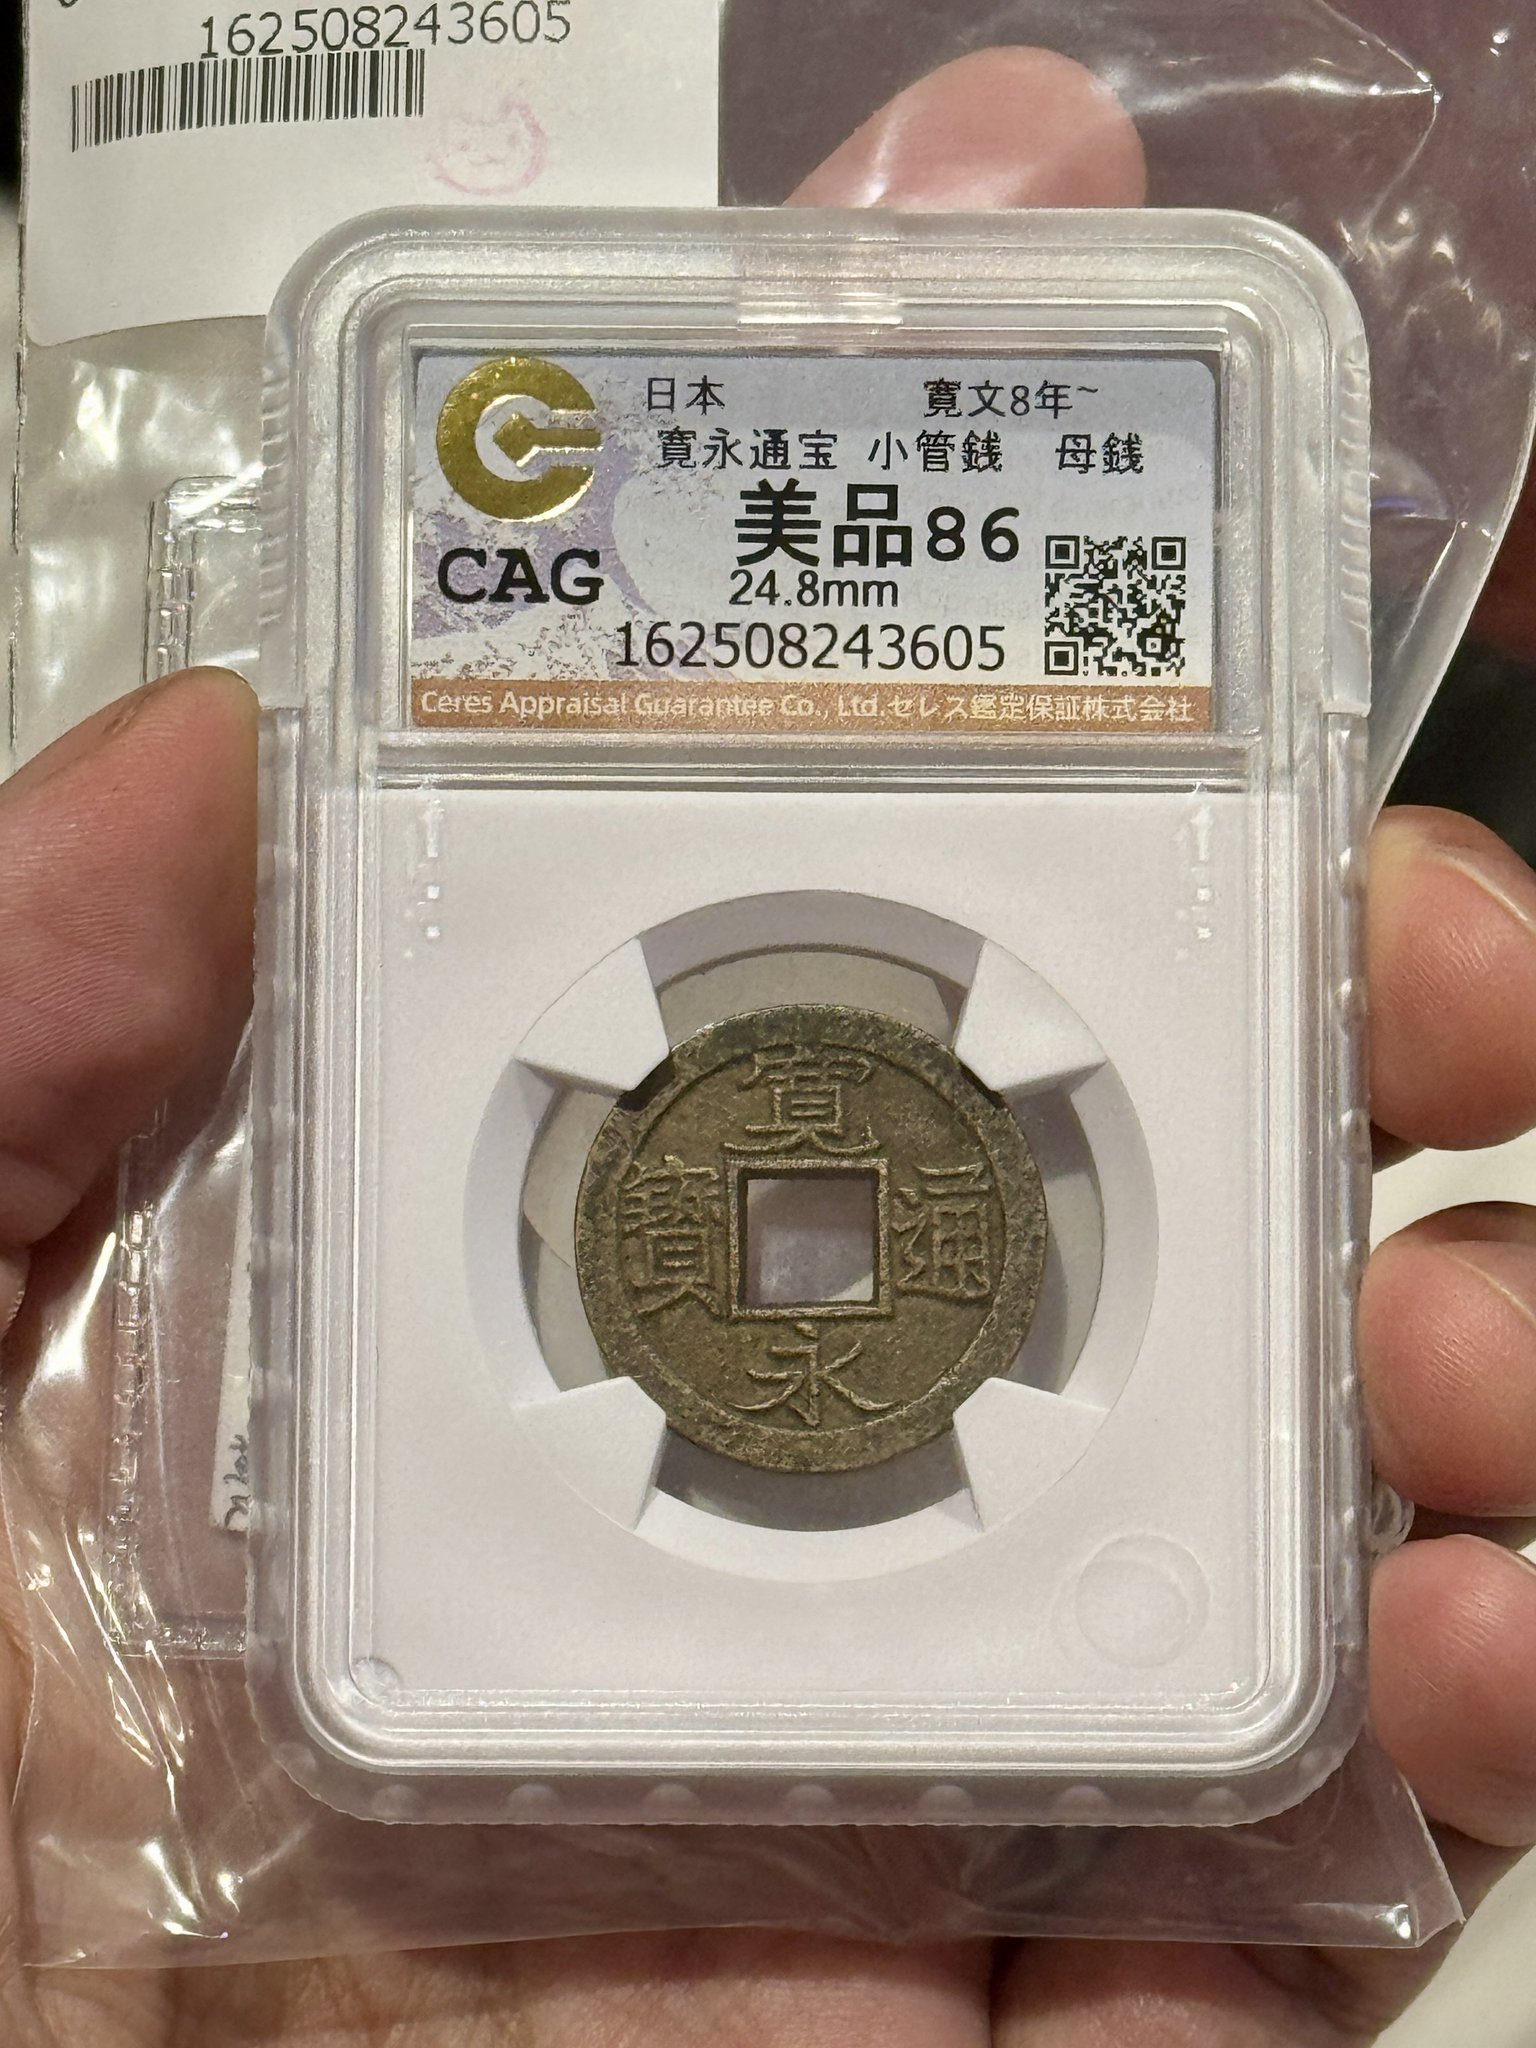 162508243605
日本 寛文8年~
寛永通宝 小管銭 母銭
美品86
CAG
24.8mm
162508243605
Ceres Appraisal Guarantee Co., Ltd.セレス鑑定保証株式会社
寛
寳 通
永